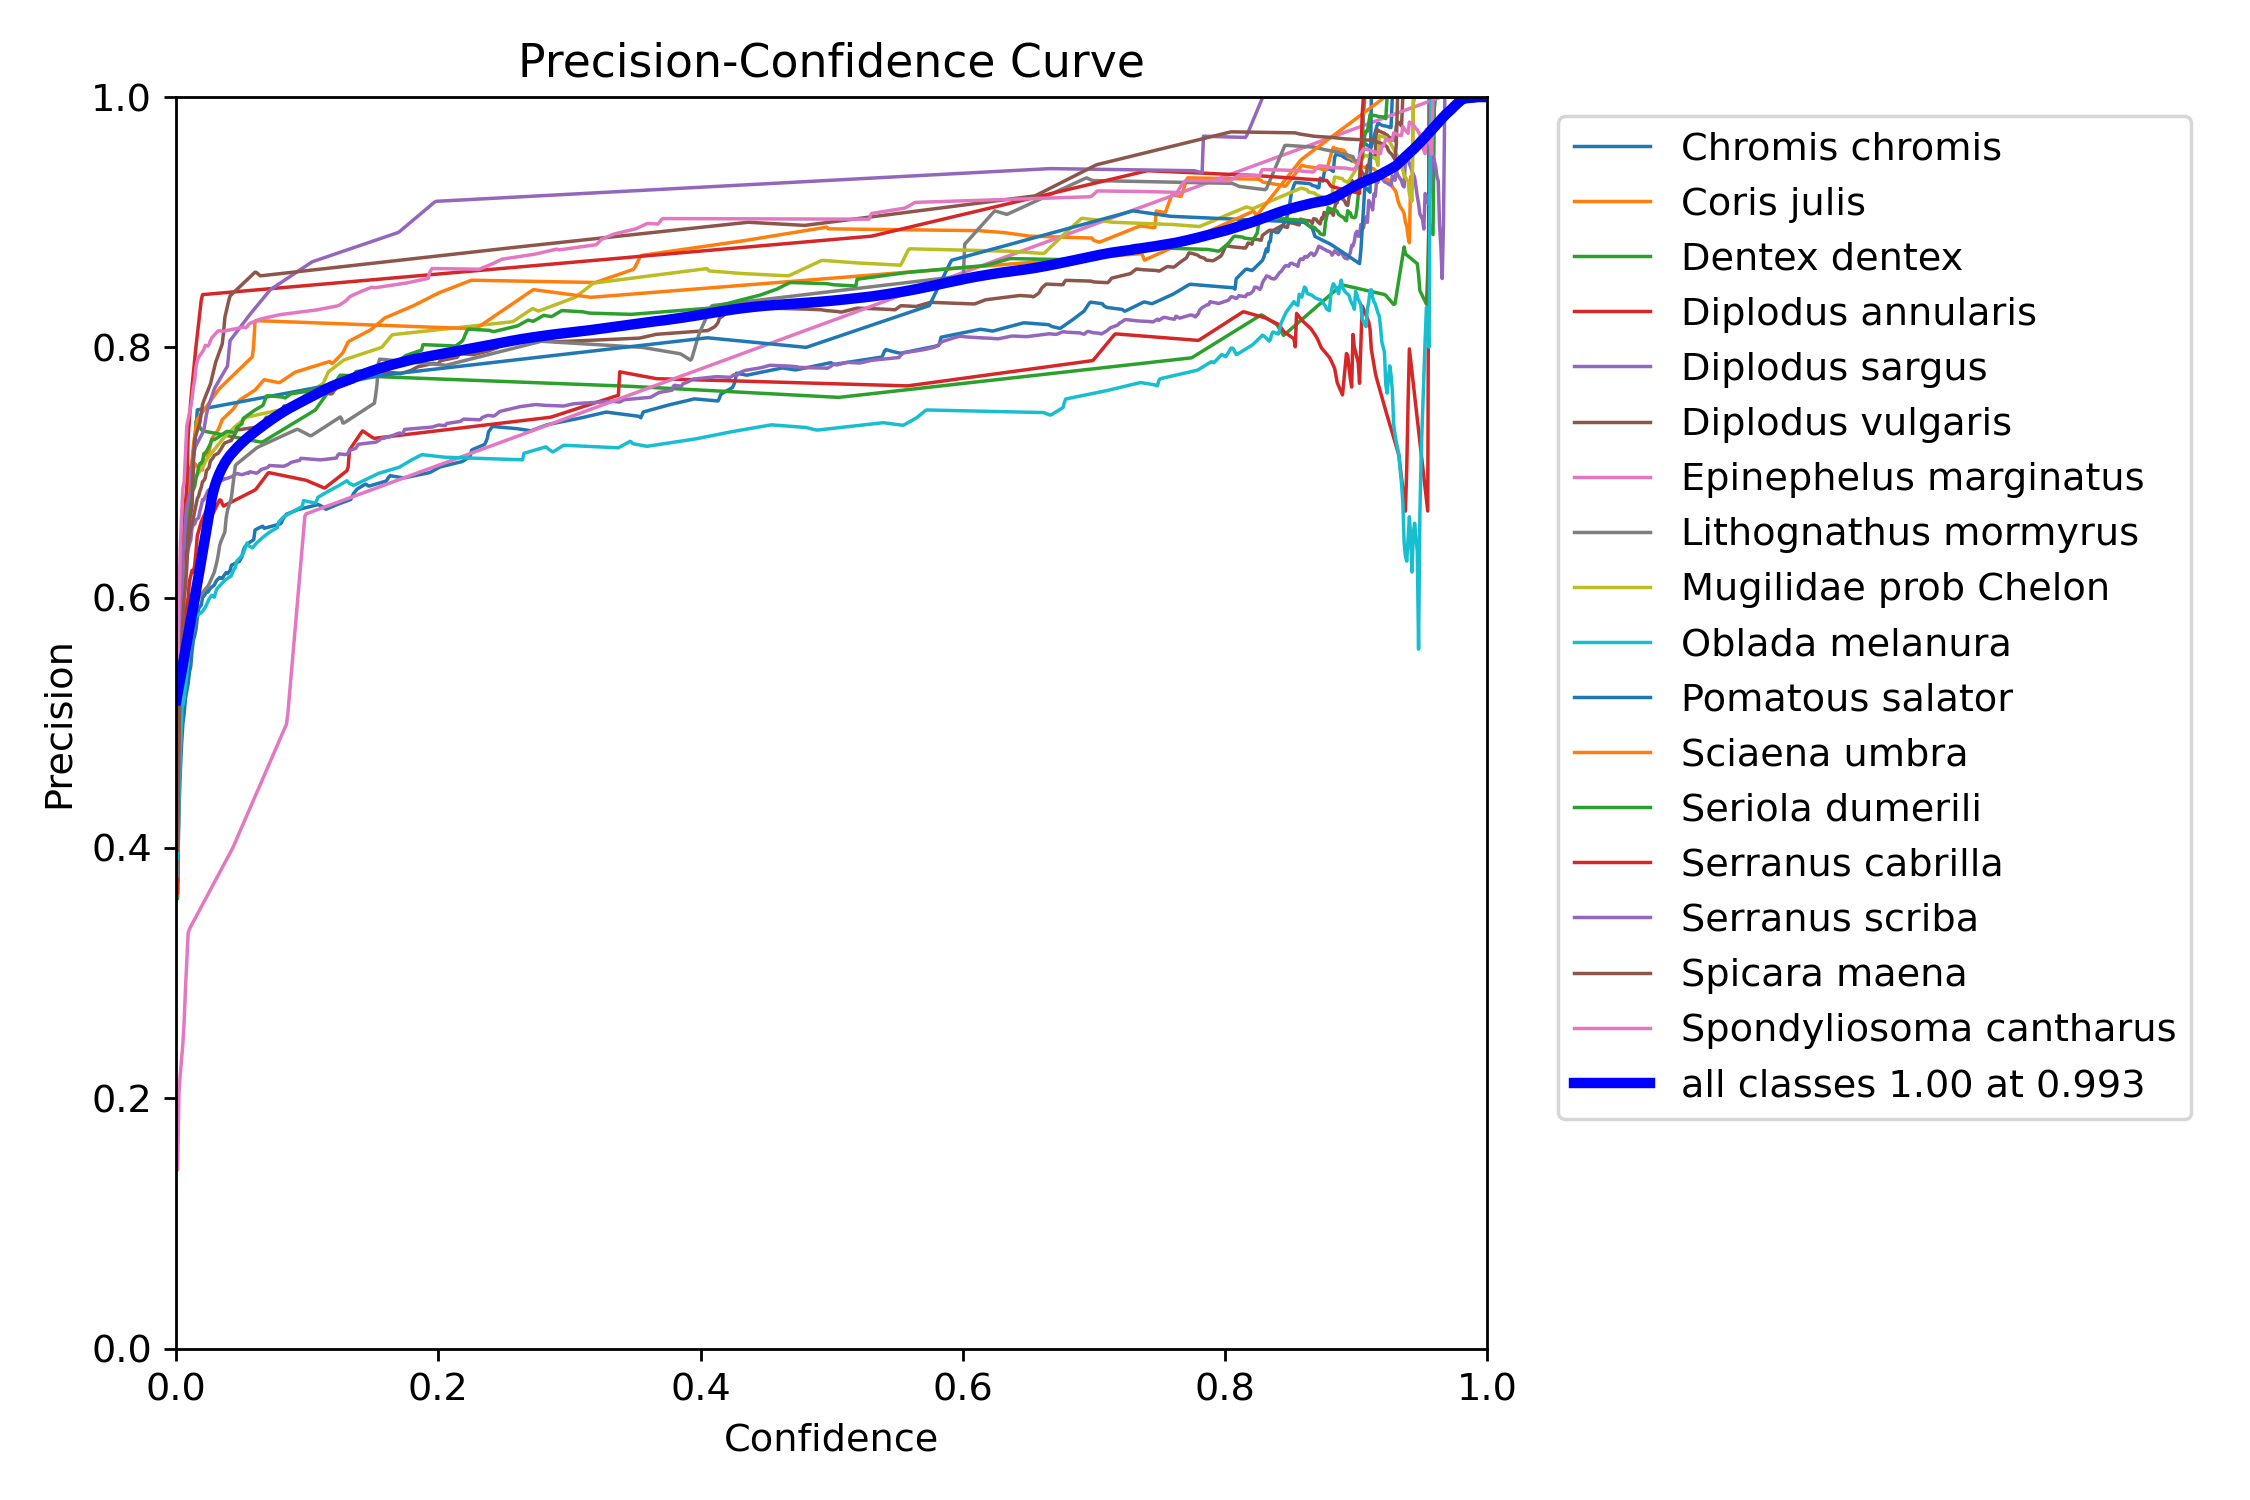 Precision-Confidence Curve
1.0
0.8
0.6
0.4
0.2
0.0
Precision
0.0 0.2 0.4 0.6 0.8 1.0
Confidence
Chromis chromis
Coris julis
Dentex dentex
Diplodus annularis
Diplodus sargus
Diplodus vulgaris
Epinephelus marginatus
Lithognathus mormyrus
Mugilidae prob Chelon
Oblada melanura
Pomatous salator
Sciaena umbra
Seriola dumerili
Serranus cabrilla
Serranus scriba
Spicara maena
Spondyliosoma cantharus
all classes 1.00 at 0.993